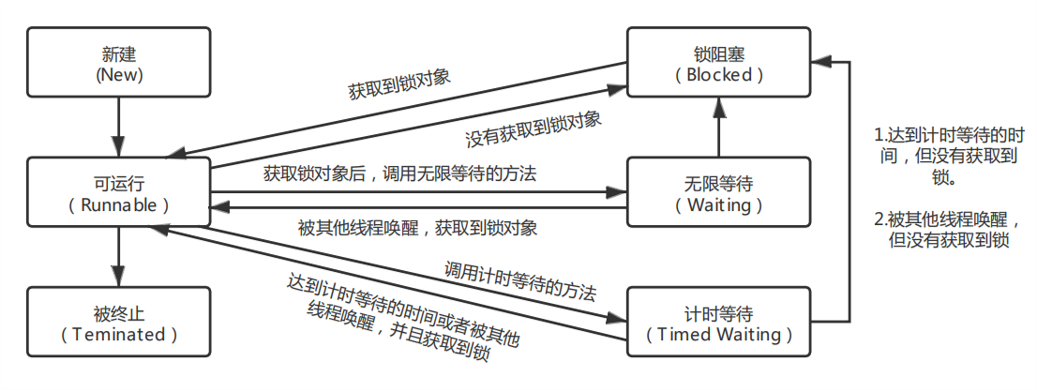 新建
(New)
锁阻塞
（Blocked）
获取到锁对象
没有获取到锁对象
1.达到计时等待的时
间，但没有获取到
锁。
2.被其他线程唤醒，
但没有获取到锁
可运行
（Runnable）
获取锁对象后，调用无限等待的方法
被其他线程唤醒，获取到锁对象
无限等待
（Waiting）
调用计时等待的方法
达到计时等待的时间或者被其他
线程唤醒，并且获取到锁
被终止
（Teminated）
计时等待
（Timed Waiting）